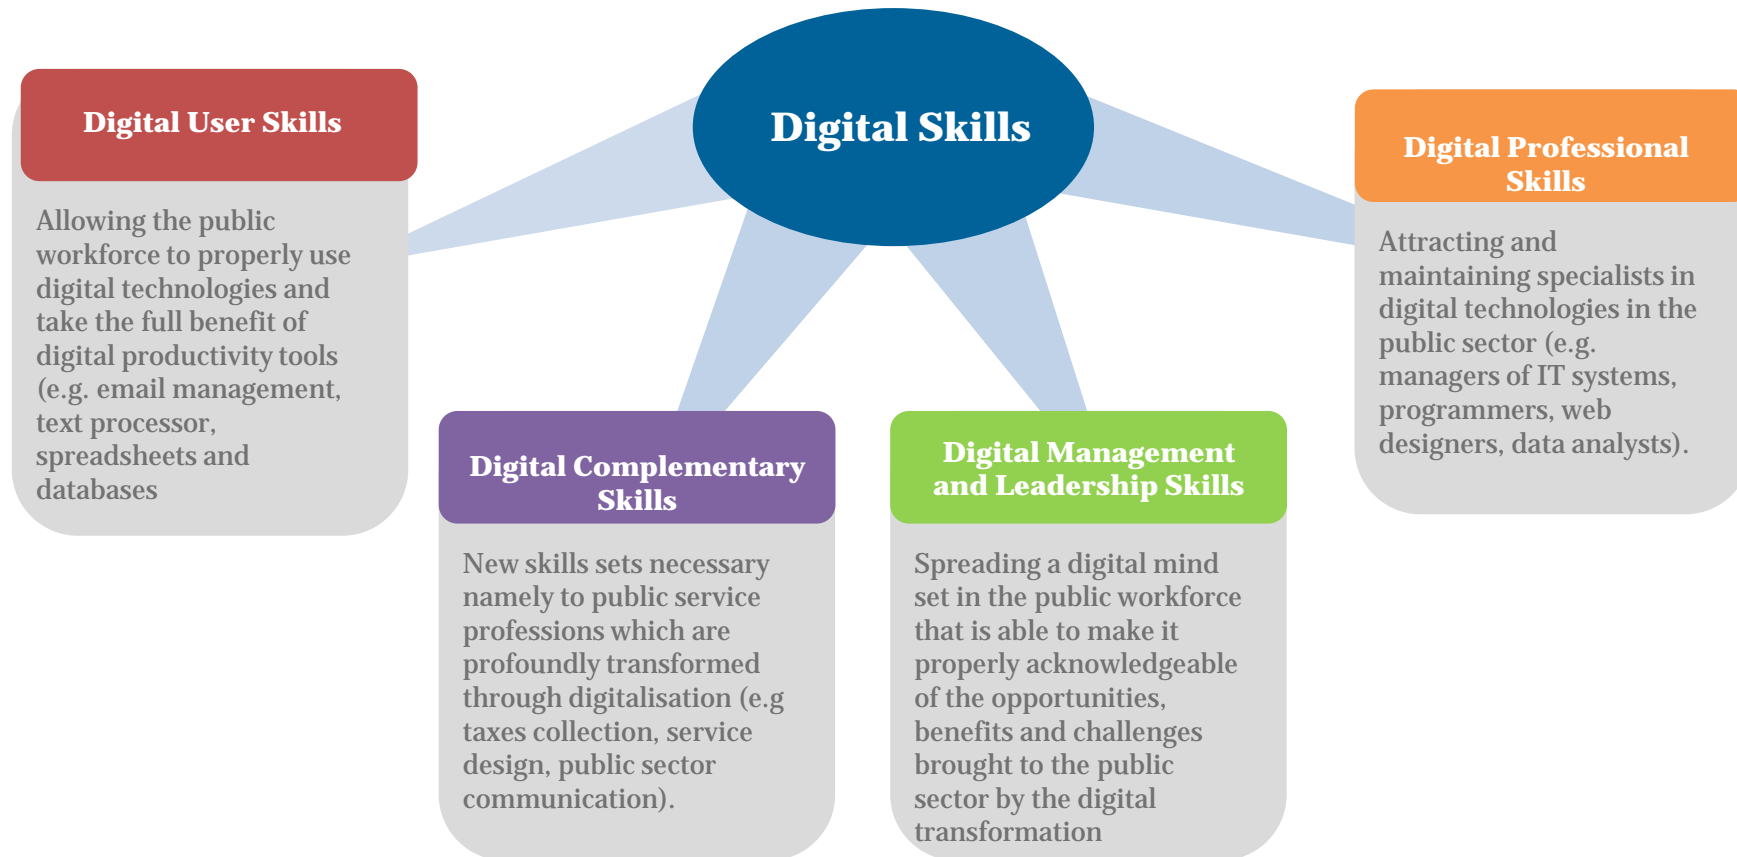 Digital Skills
Digital User Skills
Allowing the public
workforce to properly use
digital technologies and
take the full benefit of
digital productivity tools
(e.g. email management,
text processor,
spreadsheets and
databases
Digital Complementary
Skills
New skills sets necessary
namely to public service
professions which are
profoundly transformed
through digitalisation (e.g
taxes collection, service
design, public sector
communication).
Digital Management
and Leadership Skills
Spreading a digital mind
set in the public workforce
that is able to make it
properly acknowledgeable
of the opportunities,
benefits and challenges
brought to the public
sector by the digital
transformation
Digital Professional
Skills
Attracting and
maintaining specialists in
digital technologies in the
public sector (e.g.
managers of IT systems,
programmers, web
designers, data analysts).